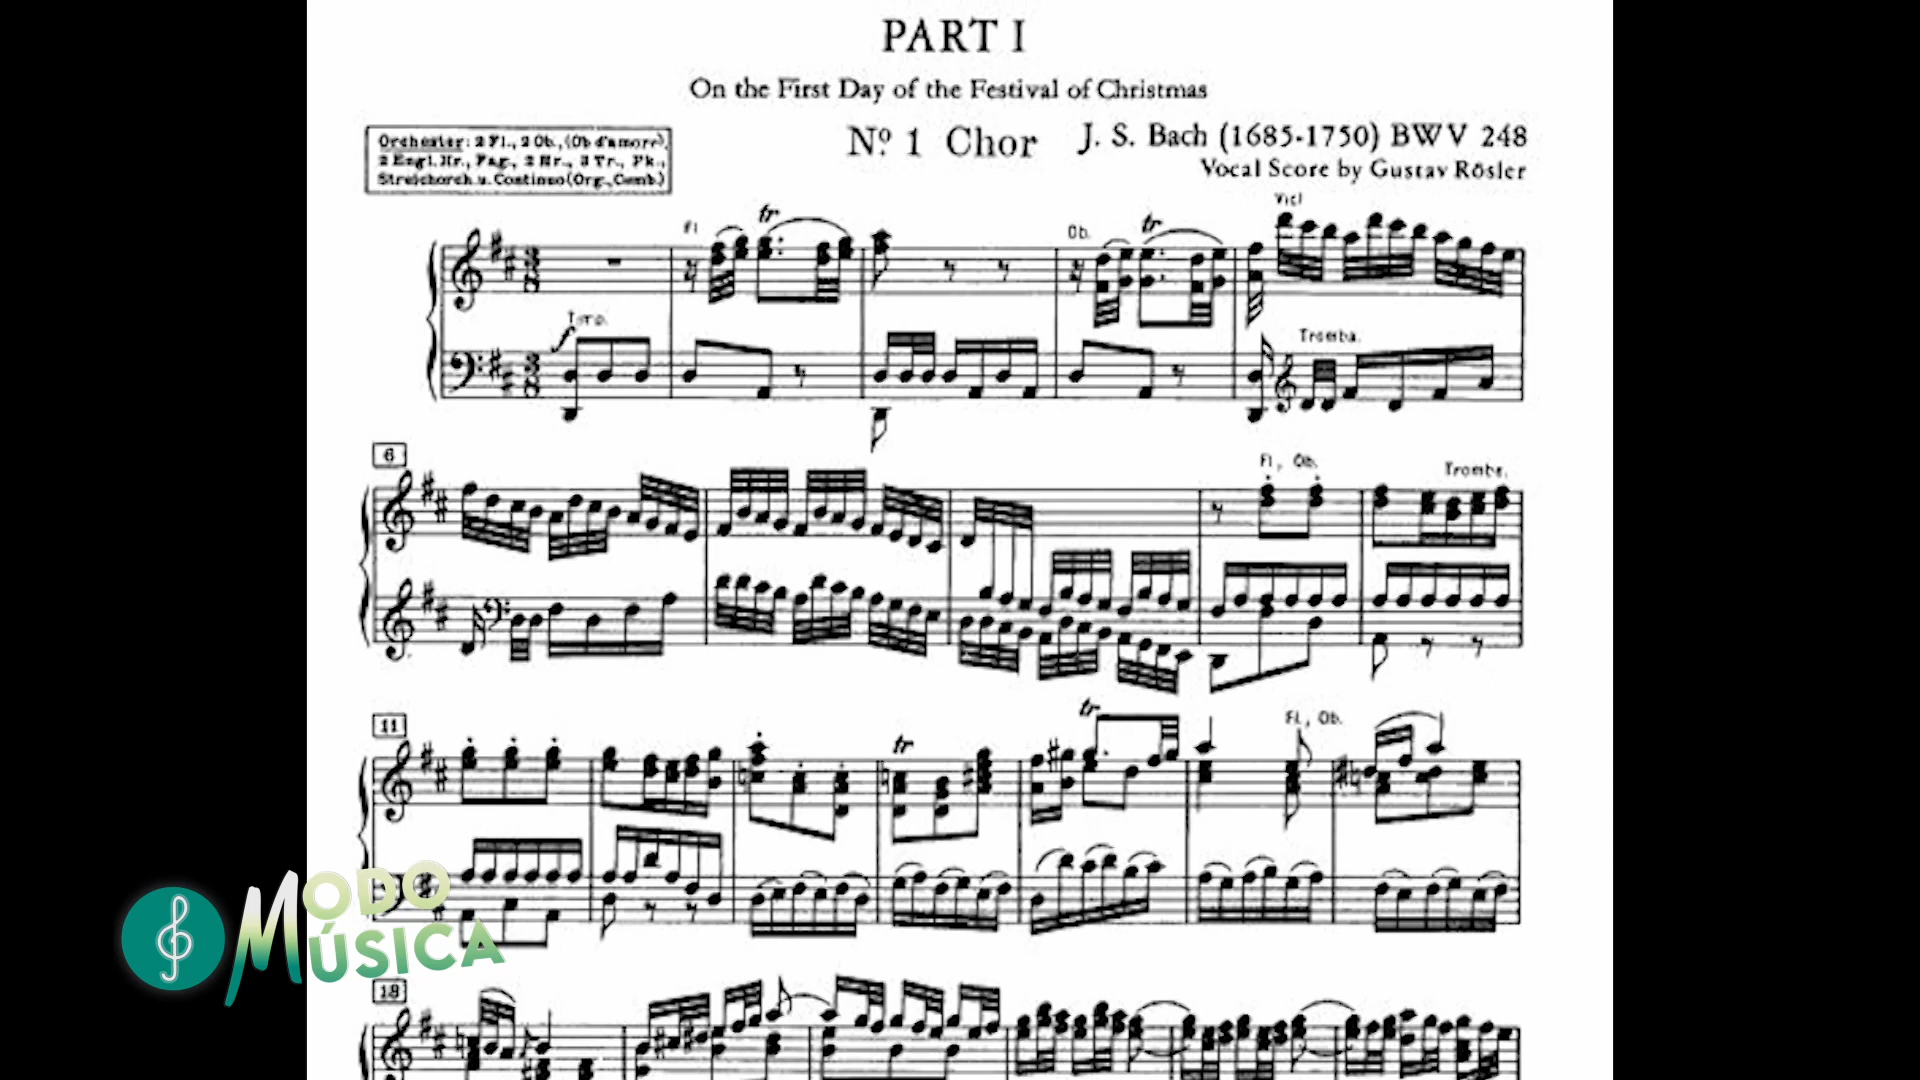 PART I
On the First Day of the Festival of Christmas
Orchester: 2 Fl., 2 Ob., (Ob d'amore),
2 Engl. Hr., Fag., 2 Hr., 3 Tr., Pk.,
Streichorch u. Continuo (Org., Cemb.)
Nº 1 Chor
J. S. Bach (1685-1750) BWV 248
Vocal Score by Gustav Rösler
Fl
tr
Ob.
tr
Viol
Timp.
Tromba.
6
Fl, Ob.
Trombe.
11
tr
tr
Fl., Ob.
MODO
MÚSICA
18